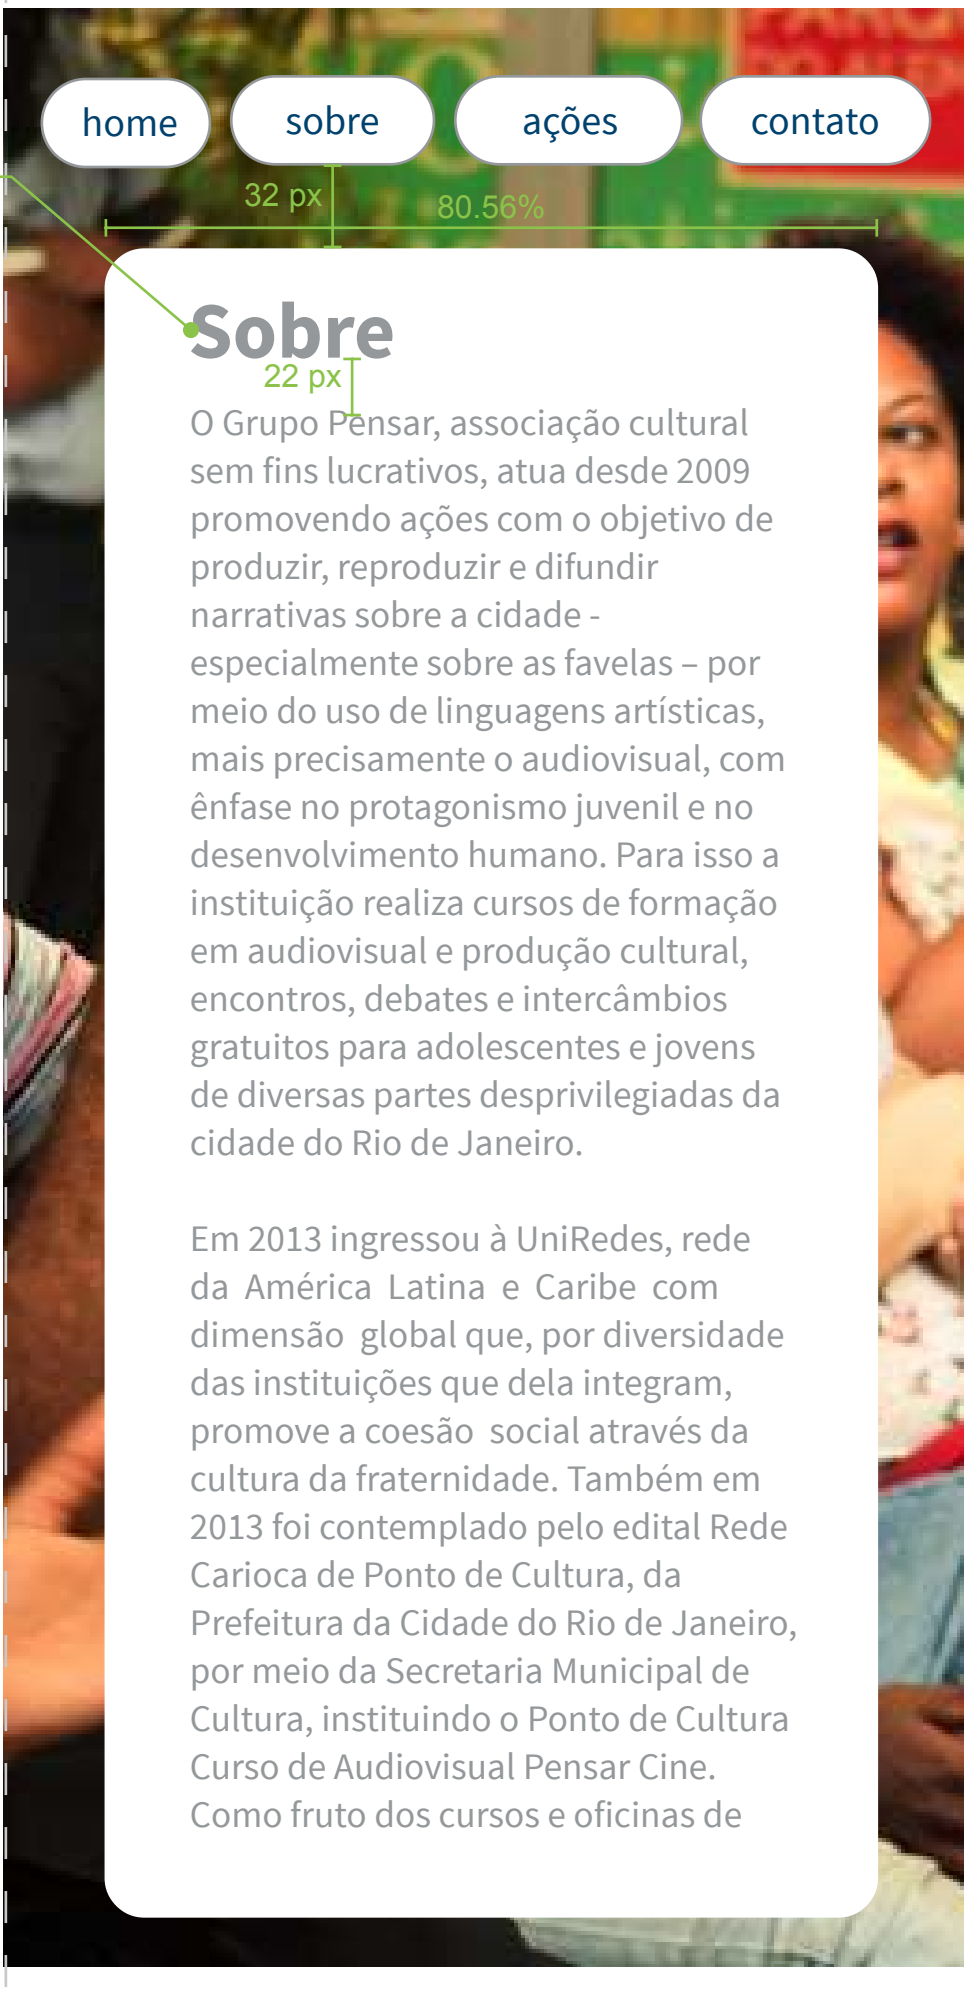 home sobre ações contato
32 px
80.56%
Sobre
22 px
O Grupo Pensar, associação cultural
sem fins lucrativos, atua desde 2009
promovendo ações com o objetivo de
produzir, reproduzir e difundir
narrativas sobre a cidade -
especialmente sobre as favelas – por
meio do uso de linguagens artísticas,
mais precisamente o audiovisual, com
ênfase no protagonismo juvenil e no
desenvolvimento humano. Para isso a
instituição realiza cursos de formação
em audiovisual e produção cultural,
encontros, debates e intercâmbios
gratuitos para adolescentes e jovens
de diversas partes desprivilegiadas da
cidade do Rio de Janeiro.
Em 2013 ingressou à UniRedes, rede
da América Latina e Caribe com
dimensão global que, por diversidade
das instituições que dela integram,
promove a coesão social através da
cultura da fraternidade. Também em
2013 foi contemplado pelo edital Rede
Carioca de Ponto de Cultura, da
Prefeitura da Cidade do Rio de Janeiro,
por meio da Secretaria Municipal de
Cultura, instituindo o Ponto de Cultura
Curso de Audiovisual Pensar Cine.
Como fruto dos cursos e oficinas de